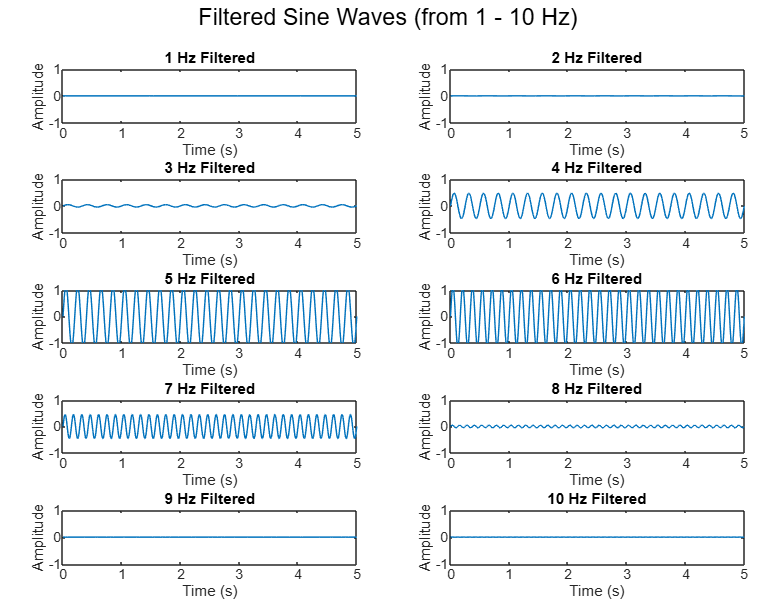 Filtered Sine Waves (from 1 - 10 Hz)
1 Hz Filtered
Amplitude
1
0
-1
0 1 2 3 4 5
Time (s)
2 Hz Filtered
Amplitude
1
0
-1
0 1 2 3 4 5
Time (s)
3 Hz Filtered
Amplitude
1
0
-1
0 1 2 3 4 5
Time (s)
4 Hz Filtered
Amplitude
1
0
-1
0 1 2 3 4 5
Time (s)
5 Hz Filtered
Amplitude
1
0
-1
0 1 2 3 4 5
Time (s)
6 Hz Filtered
Amplitude
1
0
-1
0 1 2 3 4 5
Time (s)
7 Hz Filtered
Amplitude
1
0
-1
0 1 2 3 4 5
Time (s)
8 Hz Filtered
Amplitude
1
0
-1
0 1 2 3 4 5
Time (s)
9 Hz Filtered
Amplitude
1
0
-1
0 1 2 3 4 5
Time (s)
10 Hz Filtered
Amplitude
1
0
-1
0 1 2 3 4 5
Time (s)